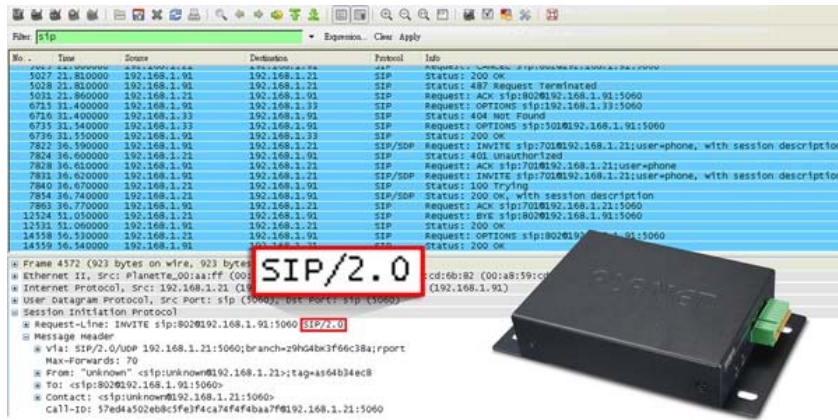 Filter: sip
Expression... Clear Apply
No. . Time Source Destination Protocol Info
5027 21.810000 192.168.1.91 192.168.1.21 SIP Status: 200 OK
5028 21.810000 192.168.1.91 192.168.1.21 SIP Status: 487 Request Terminated
5031 21.860000 192.168.1.21 192.168.1.91 SIP Request: ACK sip:802@192.168.1.91:5060
6715 31.400000 192.168.1.91 192.168.1.33 SIP Request: OPTIONS sip:192.168.1.33:5060
6716 31.400000 192.168.1.33 192.168.1.91 SIP Status: 404 Not Found
6735 31.540000 192.168.1.33 192.168.1.91 SIP Request: OPTIONS sip:501@192.168.1.91:5060
6736 31.550000 192.168.1.91 192.168.1.33 SIP Status: 200 OK
7822 36.590000 192.168.1.91 192.168.1.21 SIP/SDP Request: INVITE sip:701@192.168.1.21;user=phone, with session description
7824 36.600000 192.168.1.21 192.168.1.91 SIP Status: 401 Unauthorized
7828 36.610000 192.168.1.91 192.168.1.21 SIP Request: ACK sip:701@192.168.1.21;user=phone
7831 36.620000 192.168.1.91 192.168.1.21 SIP/SDP Request: INVITE sip:701@192.168.1.21;user=phone, with session description
7840 36.670000 192.168.1.21 192.168.1.91 SIP Status: 100 Trying
7854 36.740000 192.168.1.21 192.168.1.91 SIP/SDP Status: 200 OK, with session description
7863 36.770000 192.168.1.91 192.168.1.21 SIP Request: ACK sip:701@192.168.1.21:5060
12524 51.050000 192.168.1.21 192.168.1.91 SIP Request: BYE sip:802@192.168.1.91:5060
12531 51.060000 192.168.1.91 192.168.1.21 SIP Status: 200 OK
14558 56.530000 192.168.1.21 192.168.1.91 SIP Request: OPTIONS sip:802@192.168.1.91:5060
14559 56.540000 192.168.1.91 SIP Status: 200 OK
Frame 4572 (923 bytes on wire, 923 bytes
Ethernet II, Src: PlanetTe_00:aa:ff (00: :cd:6b:82 (00:a8:59:cd
Internet Protocol, Src: 192.168.1.21 (19 (192.168.1.91)
User Datagram Protocol, Src Port: sip (5060), Dst Port: sip (5060)
SIP/2.0
Session Initiation Protocol
Request-Line: INVITE sip:802@192.168.1.91:5060 SIP/2.0
Message Header
Via: SIP/2.0/UDP 192.168.1.21:5060;branch=z9hG4bK3f66c38a;rport
Max-Forwards: 70
From: "Unknown" <sip:Unknown@192.168.1.21>;tag=as64b34ec8
To: <sip:802@192.168.1.91:5060>
Contact: <sip:Unknown@192.168.1.21:5060>
Call-ID: 57ed4a502eb8c5fe3f4ca74f4f4baa7f@192.168.1.21:5060
PLANET